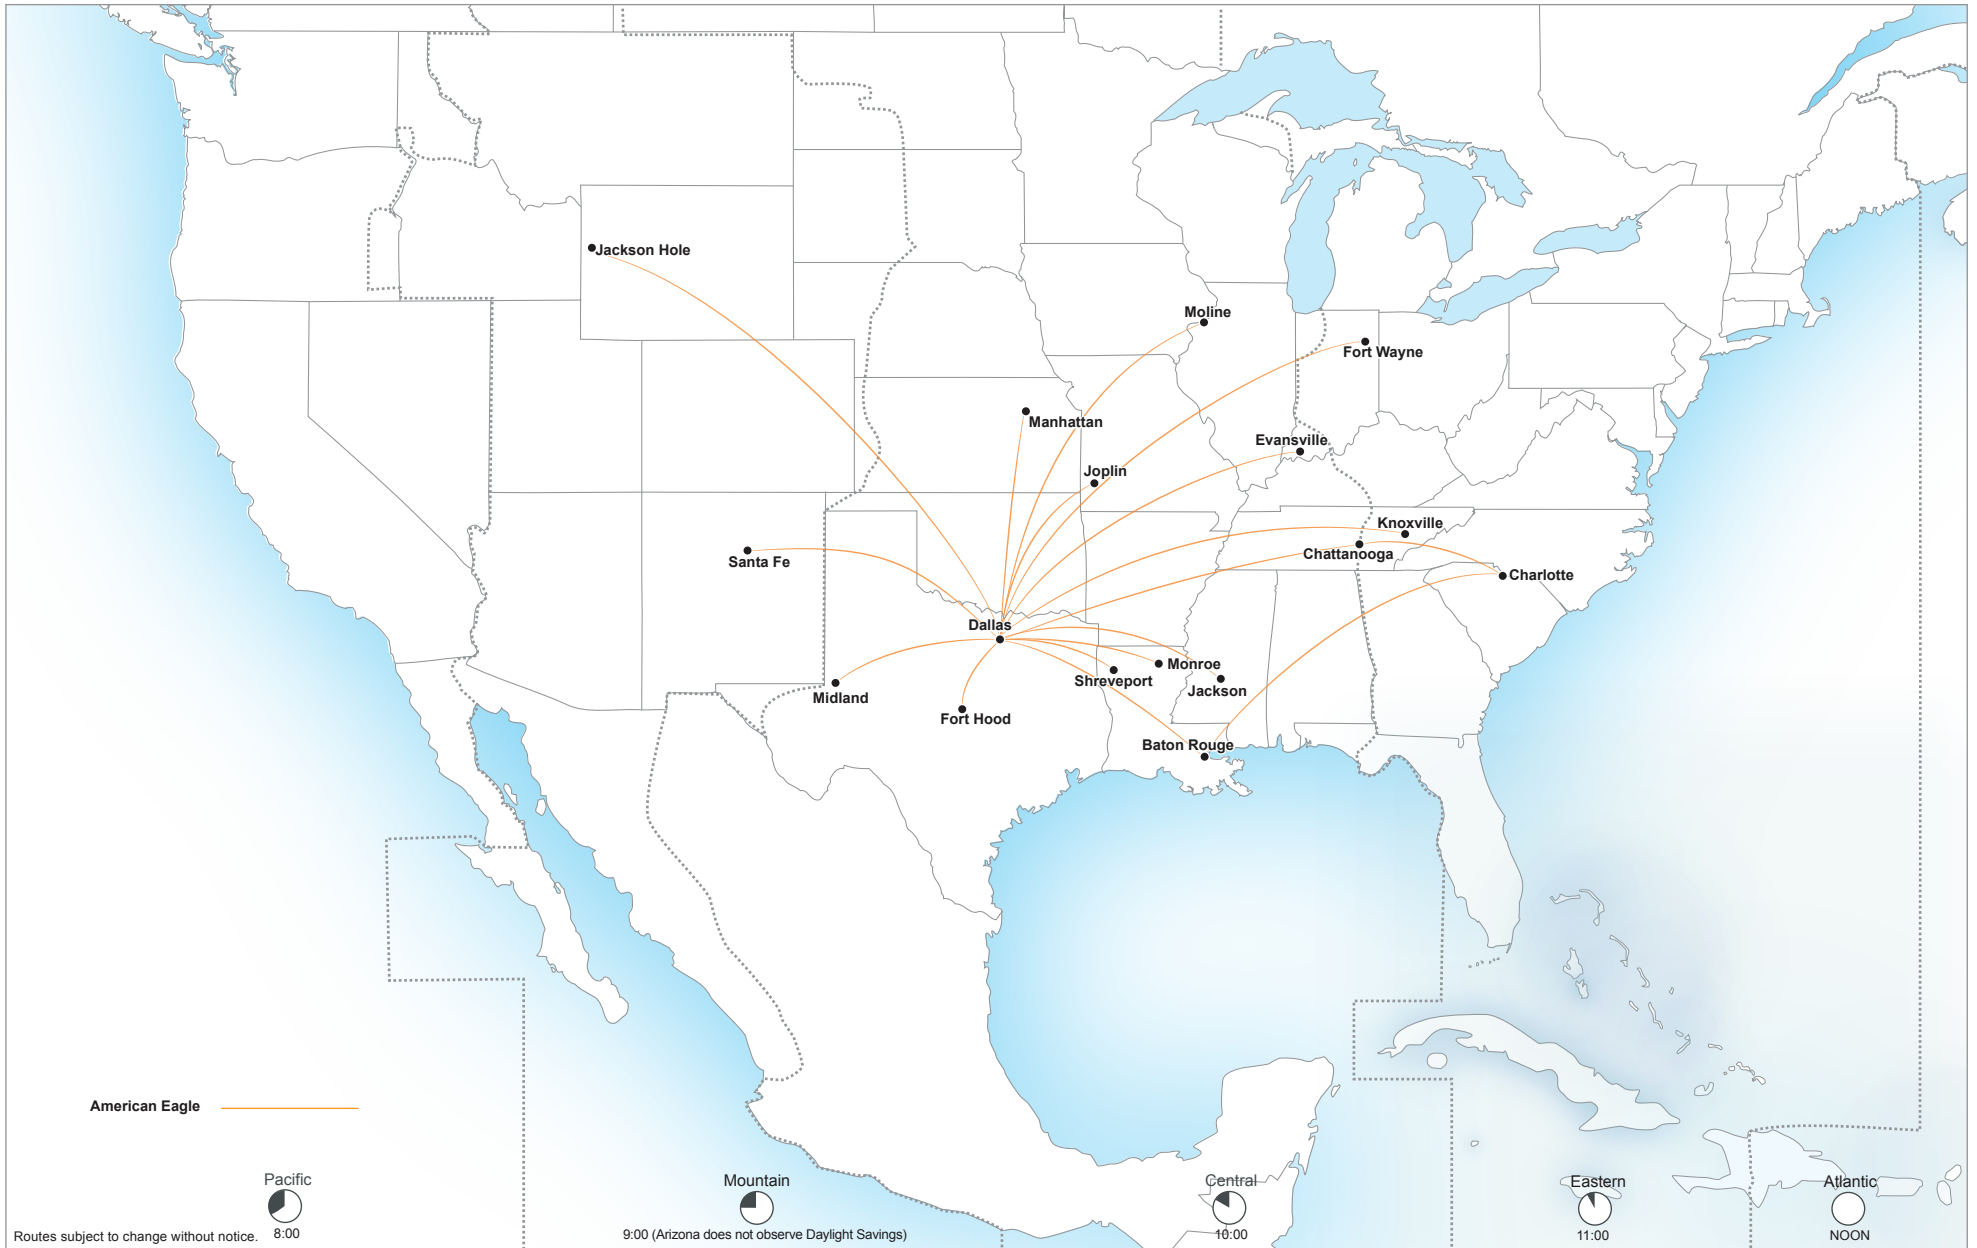 Jackson Hole
Moline
Fort Wayne
Manhattan
Evansville
Joplin
Knoxville
Chattanooga
Santa Fe
Charlotte
Dallas
Monroe
Shreveport
Jackson
Midland
Fort Hood
Baton Rouge
American Eagle
Pacific
Mountain
Central
Eastern
Atlantic
Routes subject to change without notice.
8:00
9:00 (Arizona does not observe Daylight Savings)
10:00
11:00
NOON